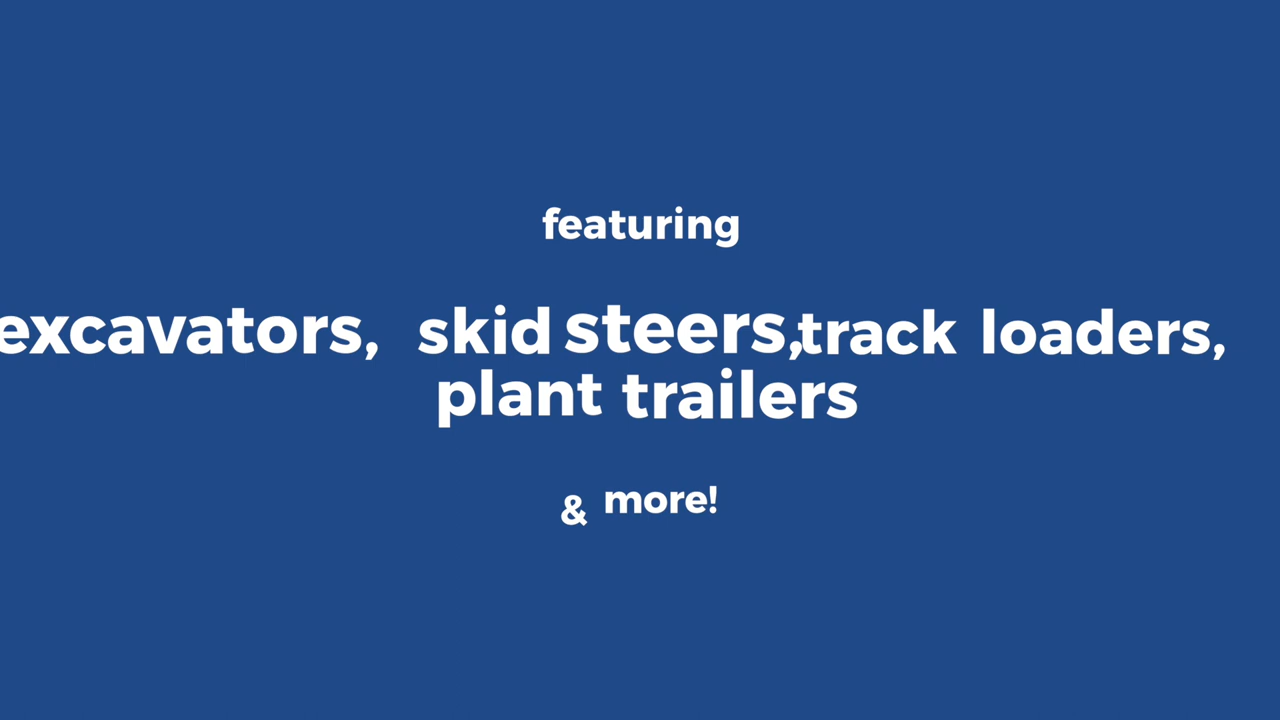 featuring
excavators, skid steers, track loaders,
plant trailers
& more!